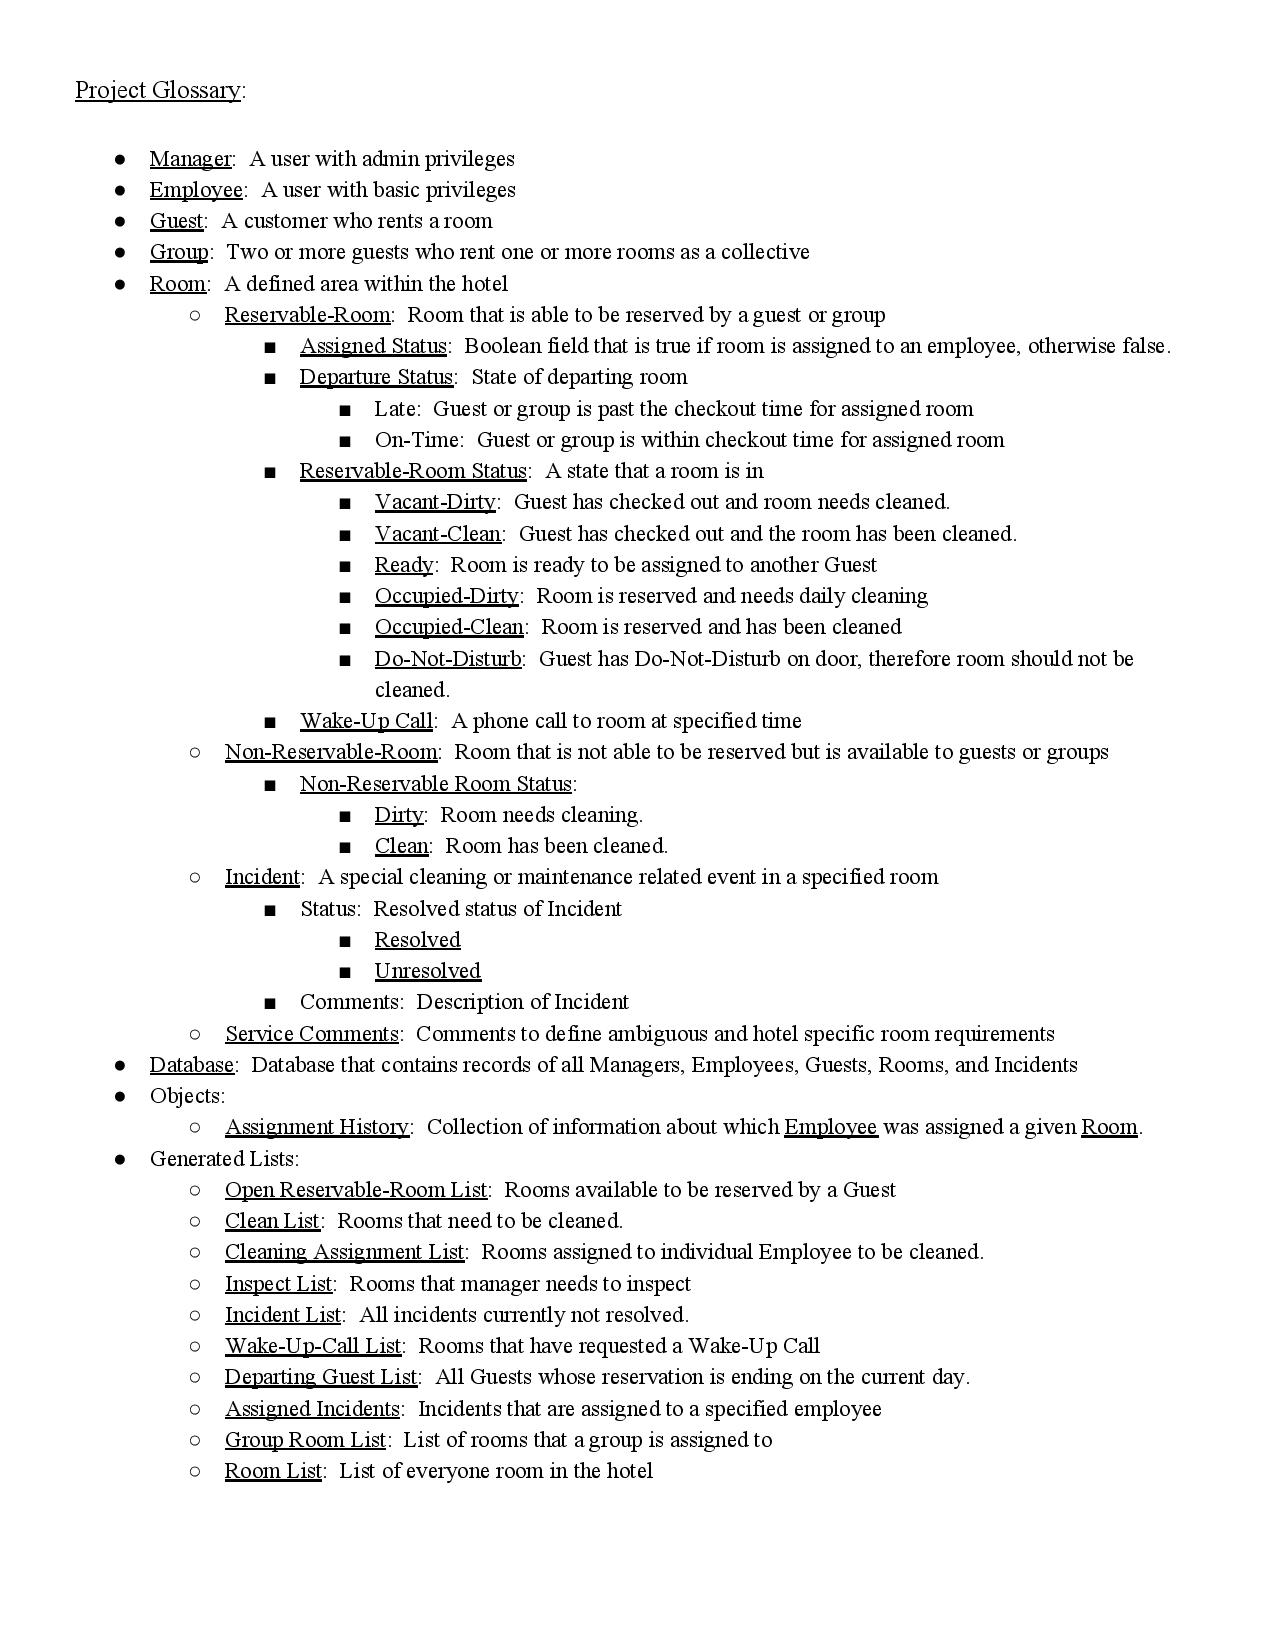 Project Glossary:
● Manager: A user with admin privileges
● Employee: A user with basic privileges
● Guest: A customer who rents a room
● Group: Two or more guests who rent one or more rooms as a collective
● Room: A defined area within the hotel
○ Reservable-Room: Room that is able to be reserved by a guest or group
■ Assigned Status: Boolean field that is true if room is assigned to an employee, otherwise false.
■ Departure Status: State of departing room
■ Late: Guest or group is past the checkout time for assigned room
■ On-Time: Guest or group is within checkout time for assigned room
■ Reservable-Room Status: A state that a room is in
■ Vacant-Dirty: Guest has checked out and room needs cleaned.
■ Vacant-Clean: Guest has checked out and the room has been cleaned.
■ Ready: Room is ready to be assigned to another Guest
■ Occupied-Dirty: Room is reserved and needs daily cleaning
■ Occupied-Clean: Room is reserved and has been cleaned
■ Do-Not-Disturb: Guest has Do-Not-Disturb on door, therefore room should not be
cleaned.
■ Wake-Up Call: A phone call to room at specified time
○ Non-Reservable-Room: Room that is not able to be reserved but is available to guests or groups
■ Non-Reservable Room Status:
■ Dirty: Room needs cleaning.
■ Clean: Room has been cleaned.
○ Incident: A special cleaning or maintenance related event in a specified room
■ Status: Resolved status of Incident
■ Resolved
■ Unresolved
■ Comments: Description of Incident
○ Service Comments: Comments to define ambiguous and hotel specific room requirements
● Database: Database that contains records of all Managers, Employees, Guests, Rooms, and Incidents
● Objects:
○ Assignment History: Collection of information about which Employee was assigned a given Room.
● Generated Lists:
○ Open Reservable-Room List: Rooms available to be reserved by a Guest
○ Clean List: Rooms that need to be cleaned.
○ Cleaning Assignment List: Rooms assigned to individual Employee to be cleaned.
○ Inspect List: Rooms that manager needs to inspect
○ Incident List: All incidents currently not resolved.
○ Wake-Up-Call List: Rooms that have requested a Wake-Up Call
○ Departing Guest List: All Guests whose reservation is ending on the current day.
○ Assigned Incidents: Incidents that are assigned to a specified employee
○ Group Room List: List of rooms that a group is assigned to
○ Room List: List of everyone room in the hotel